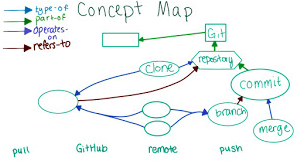 Concept Map
type-of
part-of
operates-
on
refers-to
Git
repository
clone
commit
branch
merge
pull
GitHub
remote
push